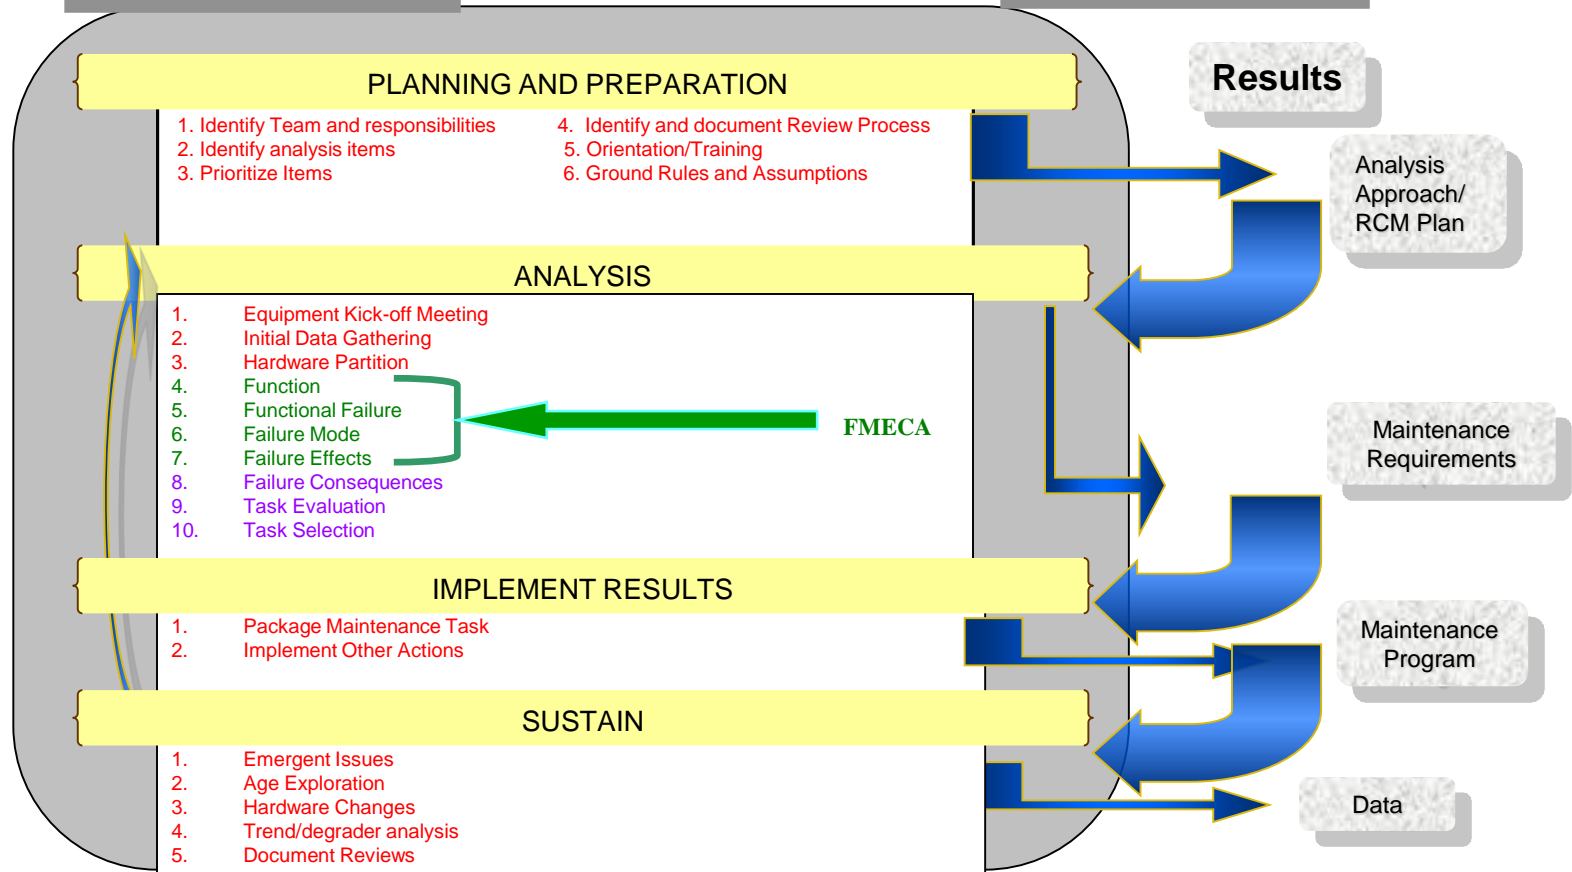 PLANNING AND PREPARATION
1. Identify Team and responsibilities
2. Identify analysis items
3. Prioritize Items
4. Identify and document Review Process
5. Orientation/Training
6. Ground Rules and Assumptions
Results
Analysis
Approach/
RCM Plan
ANALYSIS
1. Equipment Kick-off Meeting
2. Initial Data Gathering
3. Hardware Partition
4. Function
5. Functional Failure
6. Failure Mode
7. Failure Effects
8. Failure Consequences
9. Task Evaluation
10. Task Selection
FMECA
Maintenance
Requirements
IMPLEMENT RESULTS
1. Package Maintenance Task
2. Implement Other Actions
Maintenance
Program
SUSTAIN
1. Emergent Issues
2. Age Exploration
3. Hardware Changes
4. Trend/degrader analysis
5. Document Reviews
Data